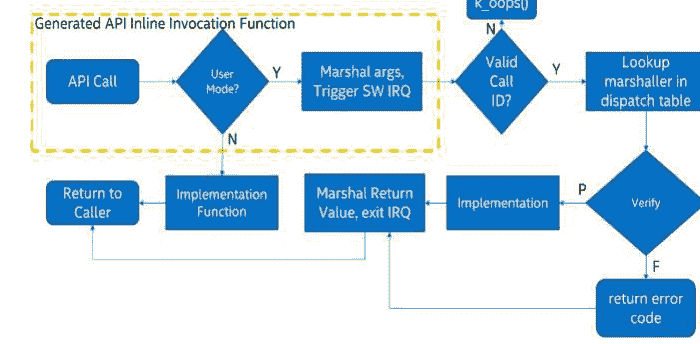 k_oops()
Generated API Inline Invocation Function
N
API Call
User
Mode?
Y
Marshal args,
Trigger SW IRQ
Valid
Call
ID?
Y
Lookup
marshaller in
dispatch table
N
Return to
Caller
Implementation
Function
Marshal Return
Value, exit IRQ
Implementation
P
Verify
F
return error
code